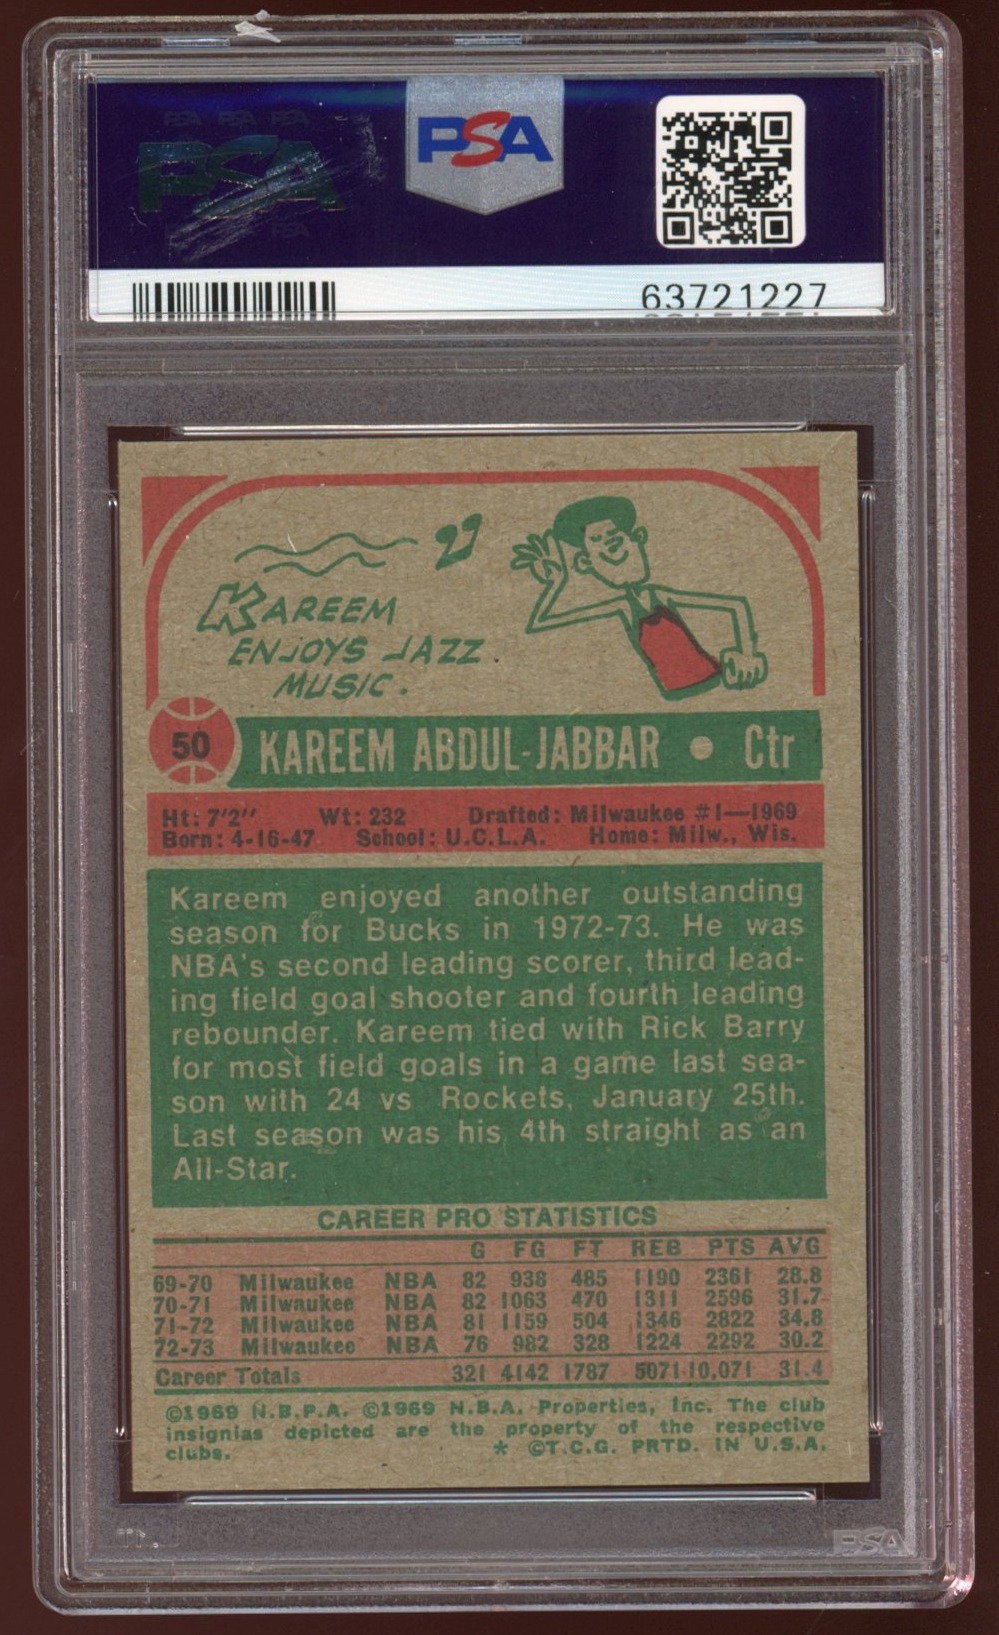 PSA PSA PSA
PSA
PSA
PSA
63721227
KAREEM
ENJOYS JAZZ
MUSIC.
50
KAREEM ABDUL-JABBAR • Ctr
Ht: 7'2" Wt: 232 Drafted: Milwaukee #1—1969
Born: 4-16-47 School: U.C.L.A. Home: Milw., Wis.
Kareem enjoyed another outstanding
season for Bucks in 1972-73. He was
NBA's second leading scorer, third lead-
ing field goal shooter and fourth leading
rebounder. Kareem tied with Rick Barry
for most field goals in a game last sea-
son with 24 vs Rockets, January 25th.
Last season was his 4th straight as an
All-Star.
CAREER PRO STATISTICS
G FG FT REB PTS AVG
69-70 Milwaukee NBA 82 938 485 1190 2361 28.8
70-71 Milwaukee NBA 82 1063 470 1311 2596 31.7
71-72 Milwaukee NBA 81 1159 504 1346 2822 34.8
72-73 Milwaukee NBA 76 982 328 1224 2292 30.2
Career Totals 321 4142 1787 5071 10,071 31.4
©1969 N.B.P.A. ©1969 N.B.A. Properties, Inc. The club
insignias depicted are the property of the respective
clubs. * ©T.C.G. PRTD. IN U.S.A.
PSA